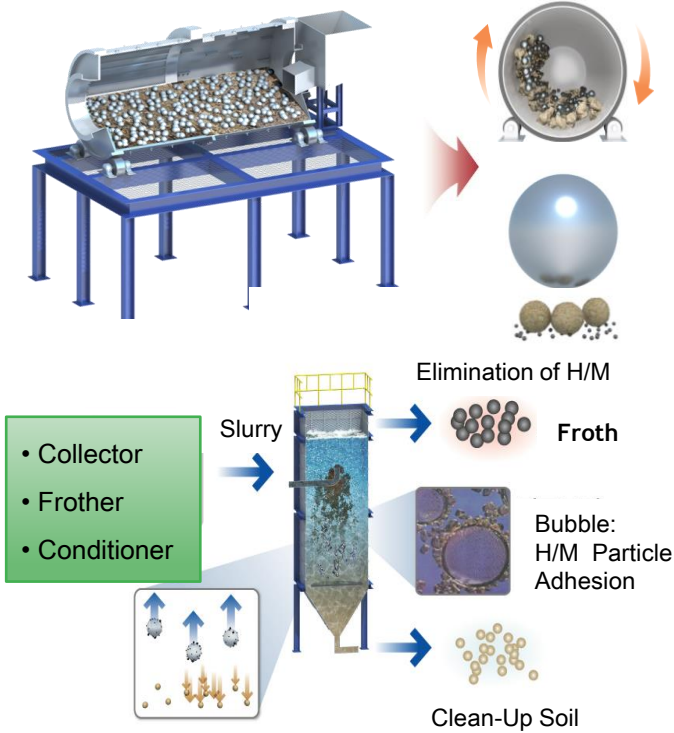 Elimination of H/M
Slurry
Froth
• Collector
• Frother
• Conditioner
Bubble:
H/M Particle
Adhesion
Clean-Up Soil